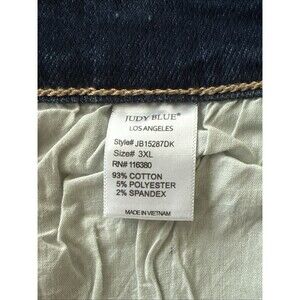 JUDY BLUE®
LOS ANGELES
Style# JB15287DK
Size# 3XL
RN# 116380
93% COTTON
5% POLYESTER
2% SPANDEX
MADE IN VIETNAM